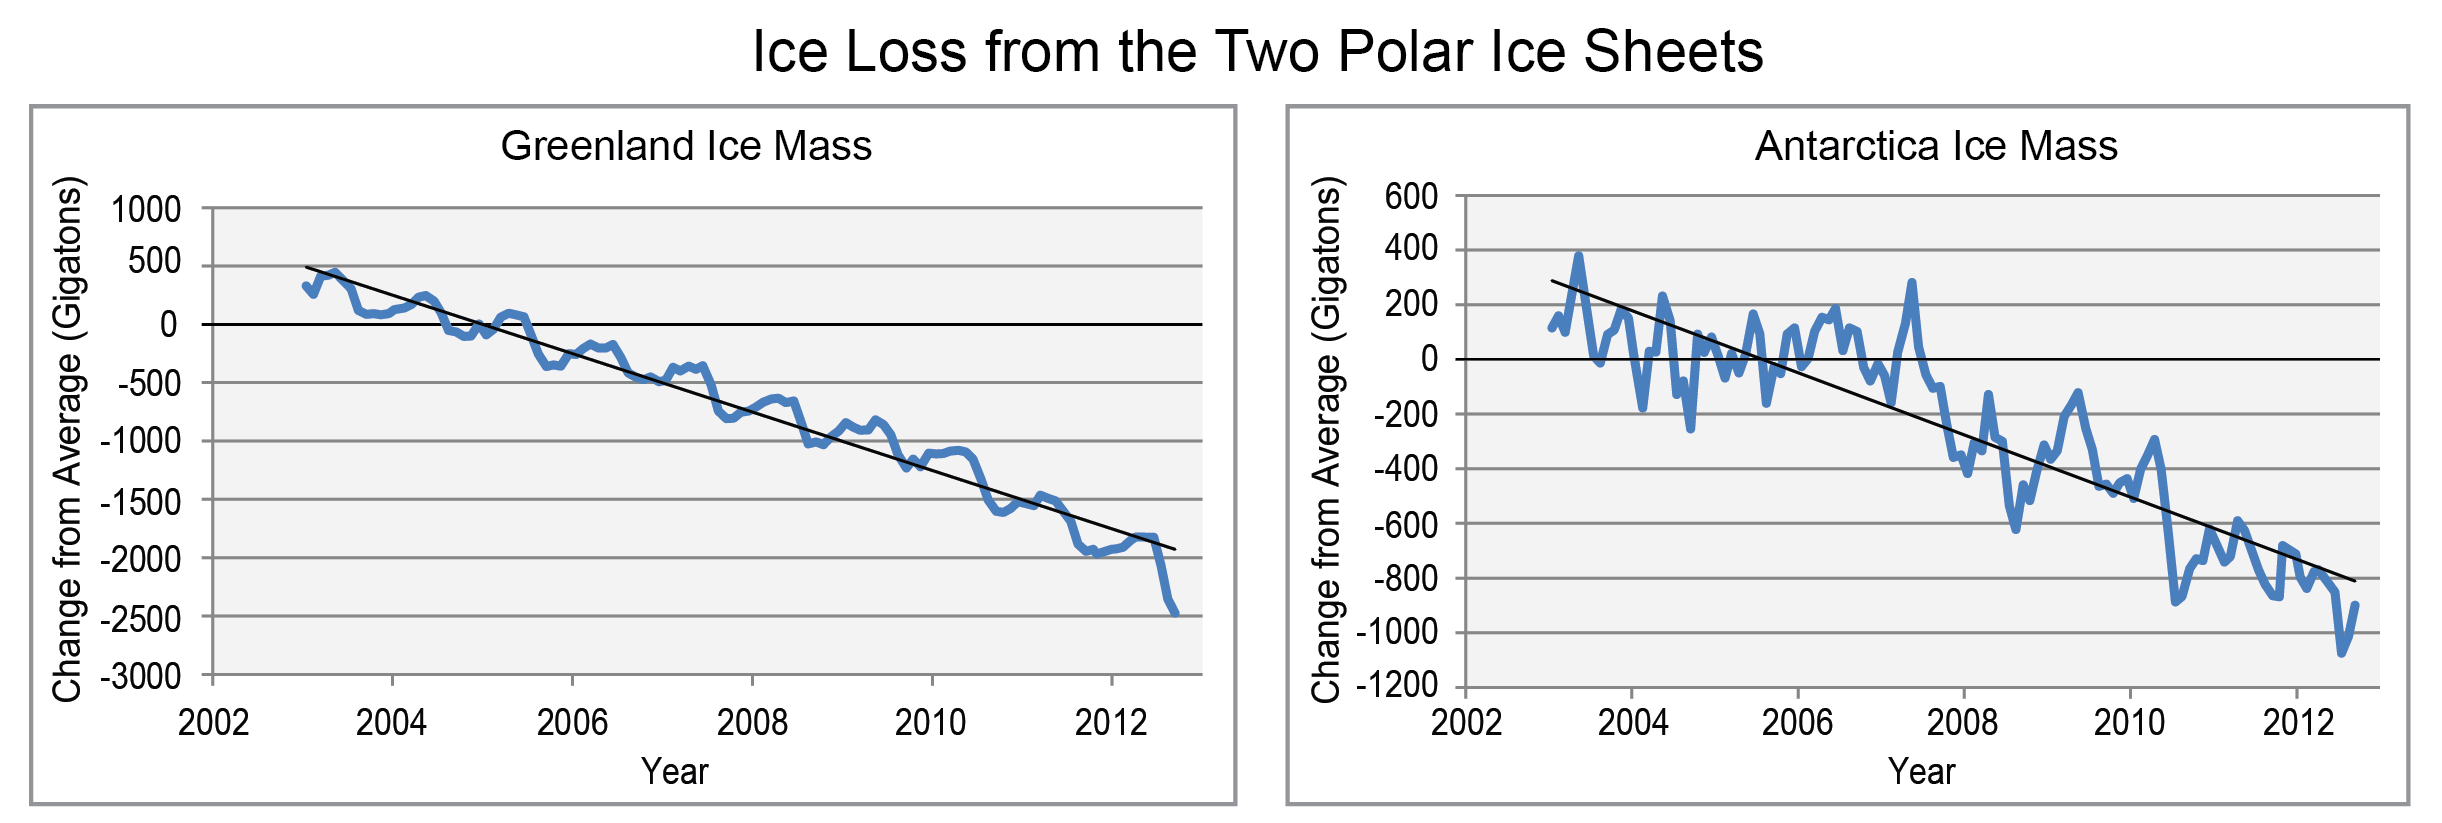 Ice Loss from the Two Polar Ice Sheets
Greenland Ice Mass
Change from Average (Gigatons)
1000
500
0
-500
-1000
-1500
-2000
-2500
-3000
2002 2004 2006 2008 2010 2012
Year
Antarctica Ice Mass
Change from Average (Gigatons)
600
400
200
0
-200
-400
-600
-800
-1000
-1200
2002 2004 2006 2008 2010 2012
Year